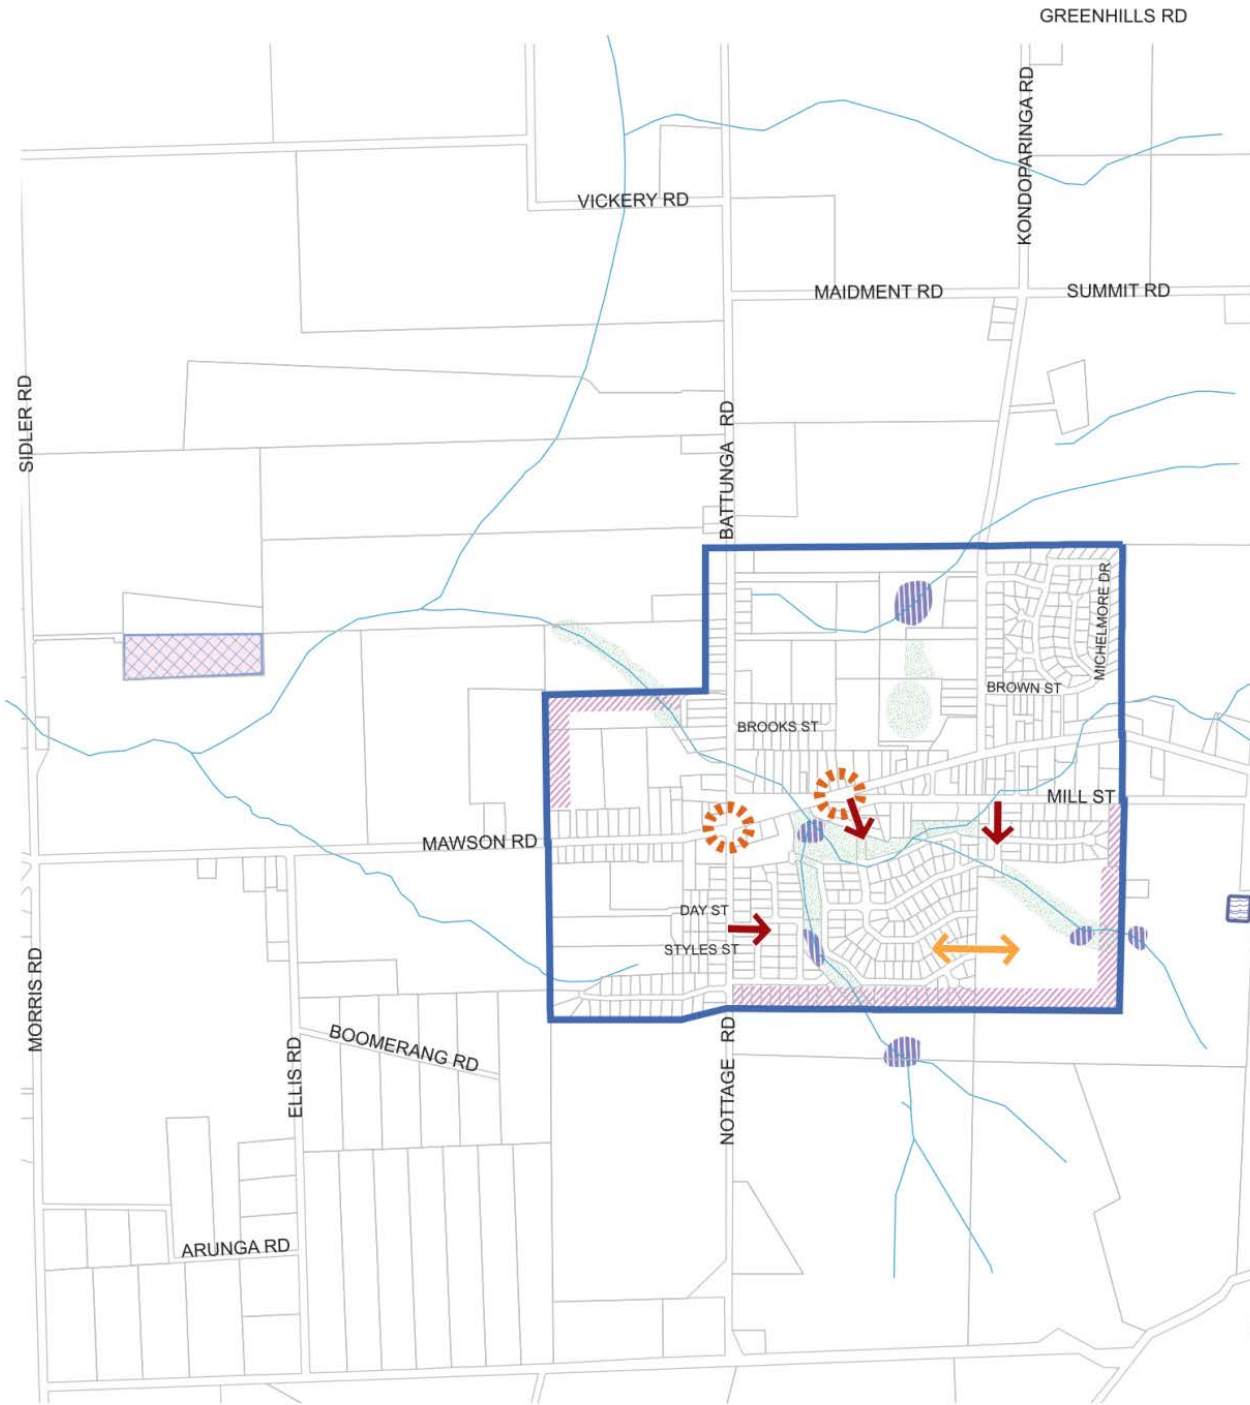 GREENHILLS RD
KONDOPARINGA RD
VICKERY RD
MAIDMENT RD
SUMMIT RD
SIDLER RD
BATTUNGA RD
MICHELMORE DR
BROWN ST
BROOKS ST
MILL ST
MAWSON RD
DAY ST
STYLES ST
MORRIS RD
ELLIS RD
BOOMERANG RD
NOTTAGE RD
ARUNGA RD